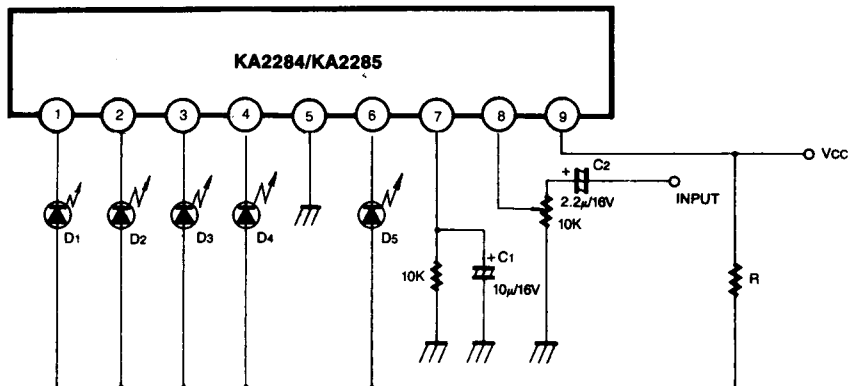 KA2284/KA2285
1 2 3 4 5 6 7 8 9
VCC
+ C2
2.2μ/16V
INPUT
10K
D1 D2 D3 D4 D5
+ C1
10K
10μ/16V
R